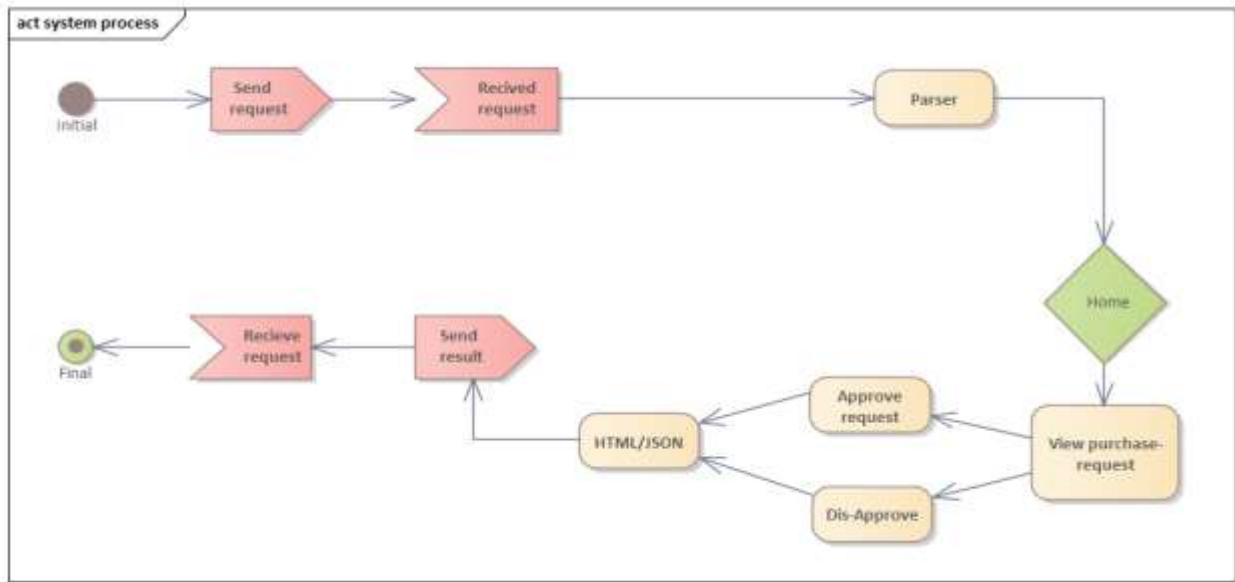 act system process
Send
request
Recived
request
Parser
Initial
Home
Recieve
request
Send
result
Final
Approve
request
HTML/JSON
View purchase-
request
Dis-Approve